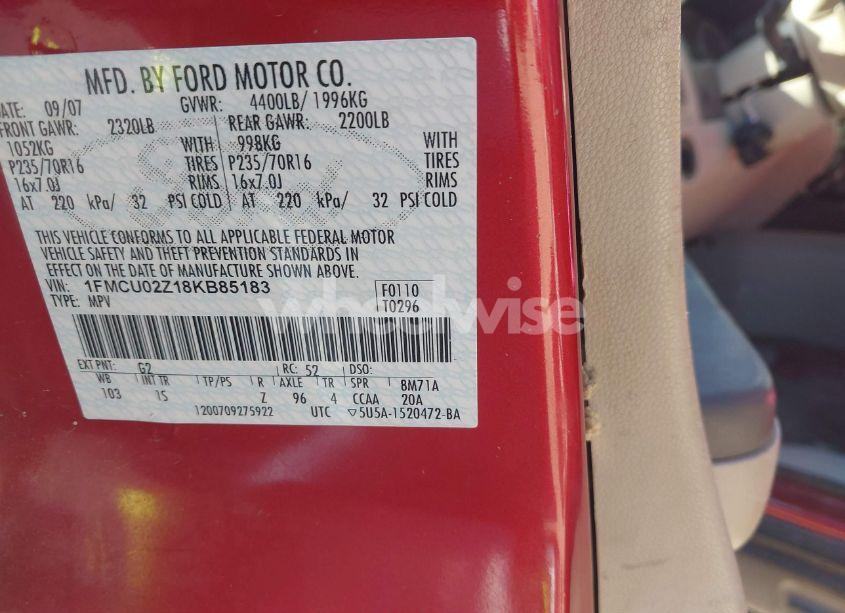 MFD. BY FORD MOTOR CO.
DATE: 09/07 GVWR: 4400LB/ 1996KG
FRONT GAWR: 2320LB REAR GAWR: 2200LB
1052KG WITH 998KG WITH
P235/70R16 TIRES P235/70R16 TIRES
16x7.0J RIMS 16x7.0J RIMS
AT 220 kPa/ 32 PSI COLD AT 220 kPa/ 32 PSI COLD
THIS VEHICLE CONFORMS TO ALL APPLICABLE FEDERAL MOTOR
VEHICLE SAFETY AND THEFT PREVENTION STANDARDS IN
EFFECT ON THE DATE OF MANUFACTURE SHOWN ABOVE.
VIN: 1FMCU02Z18KB85183 F0110
TYPE: MPV T0296
wheelwise
EXT PNT: G2 RC: 52 DSO:
WB INT TR TP/PS R AXLE TR SPR 8M71A
103 1S Z 96 4 CCAA 20A
1200709275922 UTC ▽5U5A-1520472-BA